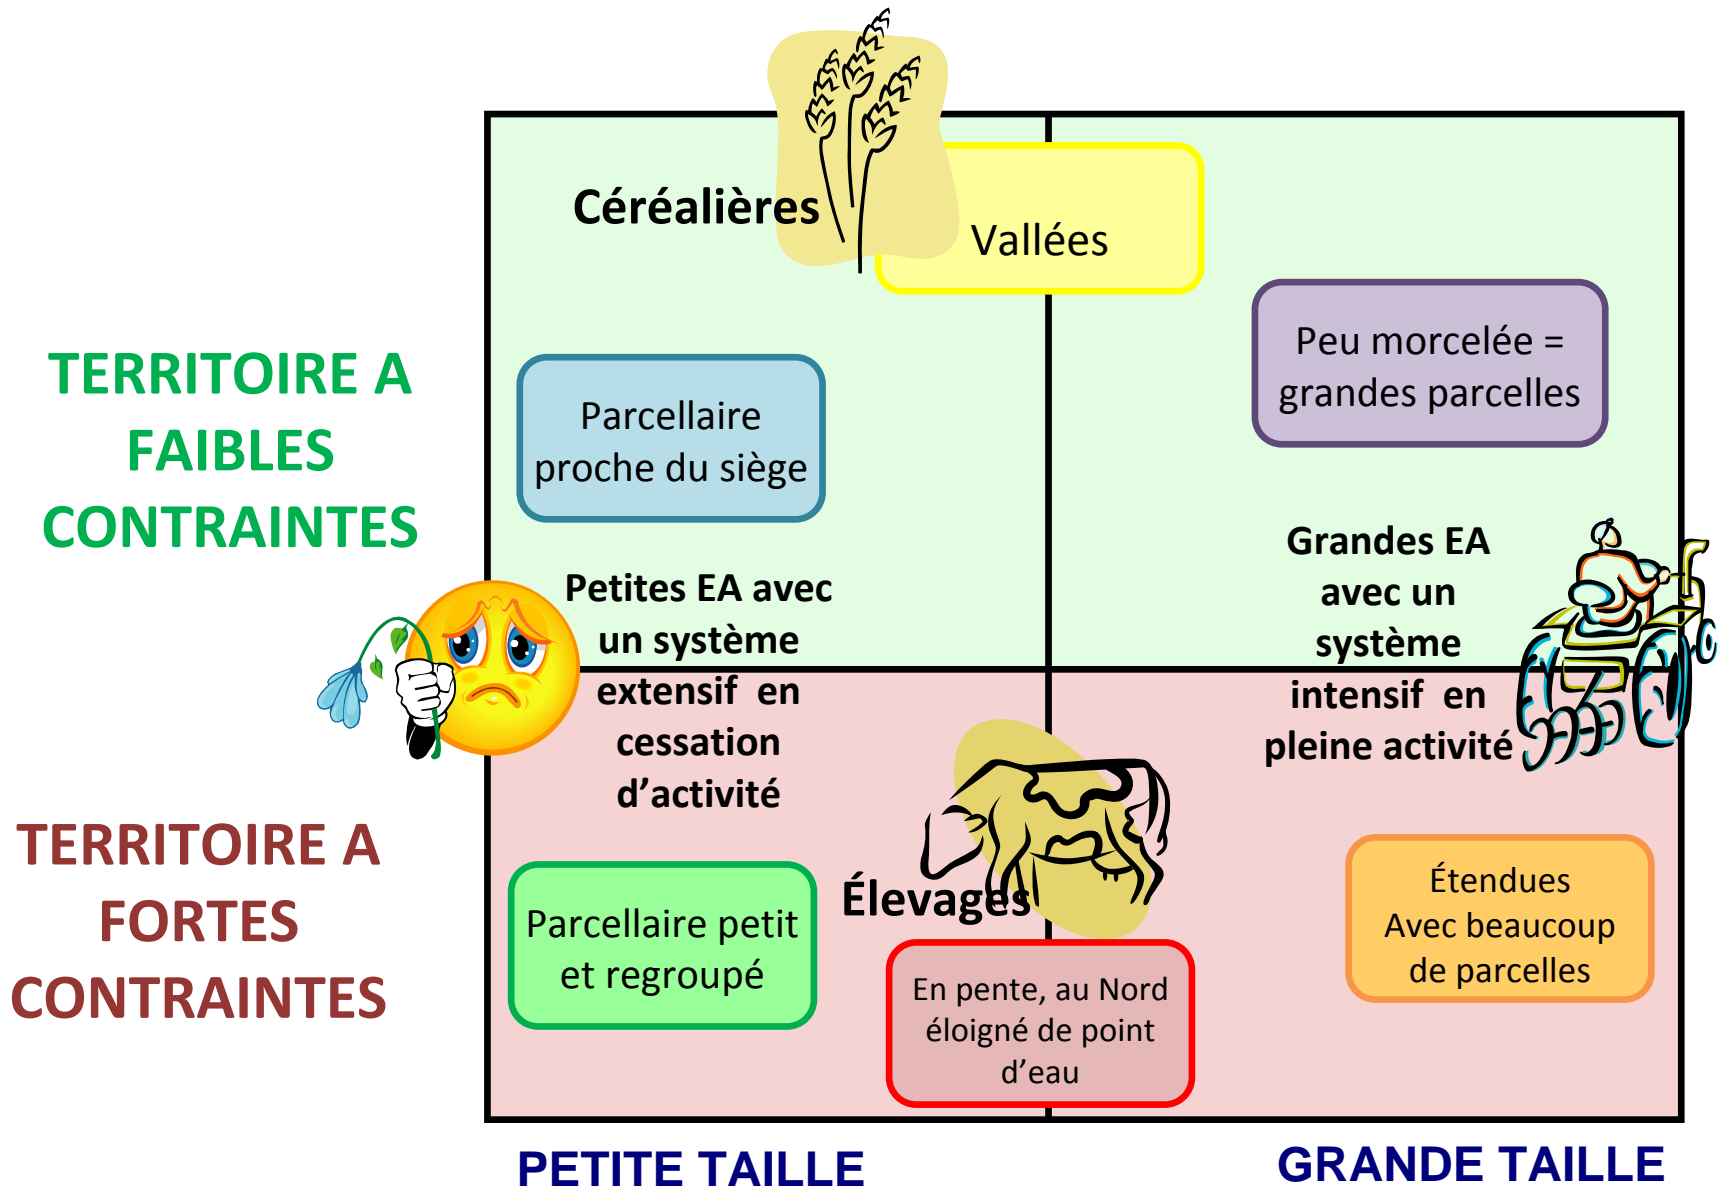 Céréalières
Vallées
TERRITOIRE A
FAIBLES
CONTRAINTES
Peu morcelée =
grandes parcelles
Parcellaire
proche du siège
Petites EA avec
un système
extensif en
cessation
d’activité
Grandes EA
avec un
système
intensif en
pleine activité
TERRITOIRE A
FORTES
CONTRAINTES
Parcellaire petit
et regroupé
Élevages
En pente, au Nord
éloigné de point
d’eau
Étendues
Avec beaucoup
de parcelles
PETITE TAILLE
GRANDE TAILLE